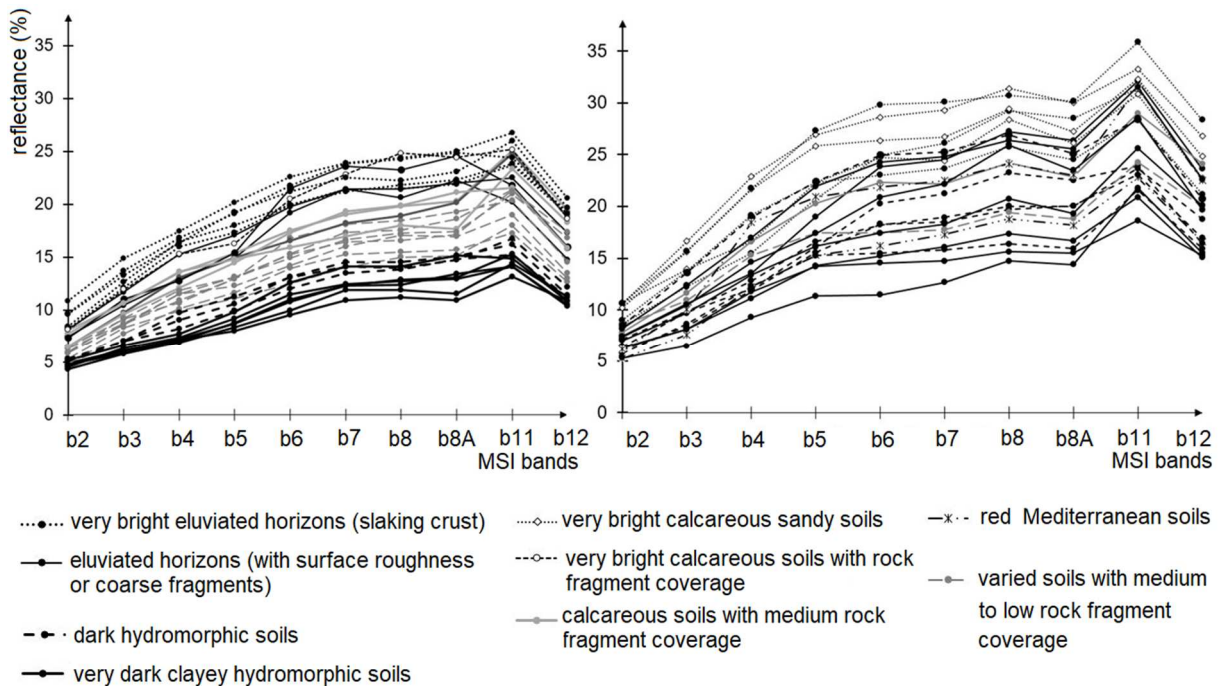 reflectance (%)
35
30
25
20
15
10
5
0
b2 b3 b4 b5 b6 b7 b8 b8A b11 b12
MSI bands
35
30
25
20
15
10
5
0
b2 b3 b4 b5 b6 b7 b8 b8A b11 b12
MSI bands
very bright eluviated horizons (slaking crust)
eluviated horizons (with surface roughness
or coarse fragments)
dark hydromorphic soils
very dark clayey hydromorphic soils
very bright calcareous sandy soils
very bright calcareous soils with rock
fragment coverage
calcareous soils with medium rock
fragment coverage
red Mediterranean soils
varied soils with medium
to low rock fragment
coverage